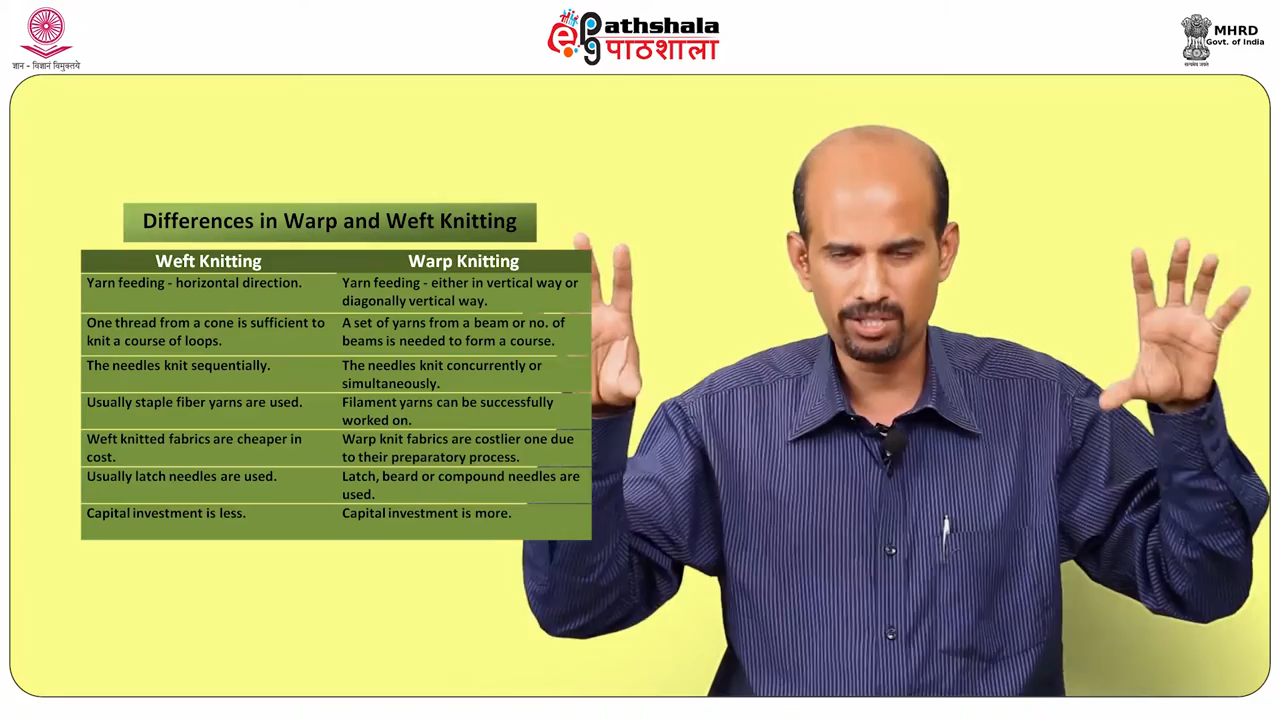 ज्ञान - विज्ञानं विमुक्तये
ePathshala
पाठशाला
MHRD
Govt. of India
सत्यमेव जयते
Differences in Warp and Weft Knitting
Weft Knitting
Warp Knitting
Yarn feeding - horizontal direction.
Yarn feeding - either in vertical way or
diagonally vertical way.
One thread from a cone is sufficient to
knit a course of loops.
A set of yarns from a beam or no. of
beams is needed to form a course.
The needles knit sequentially.
The needles knit concurrently or
simultaneously.
Usually staple fiber yarns are used.
Filament yarns can be successfully
worked on.
Weft knitted fabrics are cheaper in
cost.
Warp knit fabrics are costlier one due
to their preparatory process.
Usually latch needles are used.
Latch, beard or compound needles are
used.
Capital investment is less.
Capital investment is more.